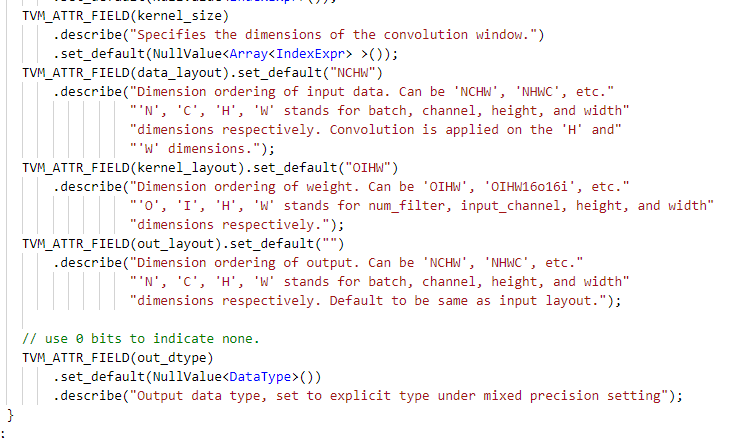 TVM_ATTR_FIELD(kernel_size)
.describe("Specifies the dimensions of the convolution window.")
.set_default(NullValue<Array<IndexExpr> >());
TVM_ATTR_FIELD(data_layout).set_default("NCHW")
.describe("Dimension ordering of input data. Can be 'NCHW', 'NHWC', etc."
"'N', 'C', 'H', 'W' stands for batch, channel, height, and width"
"dimensions respectively. Convolution is applied on the 'H' and"
"'W' dimensions.");
TVM_ATTR_FIELD(kernel_layout).set_default("OIHW")
.describe("Dimension ordering of weight. Can be 'OIHW', 'OIHW16o16i', etc."
"'O', 'I', 'H', 'W' stands for num_filter, input_channel, height, and width"
"dimensions respectively.");
TVM_ATTR_FIELD(out_layout).set_default("")
.describe("Dimension ordering of output. Can be 'NCHW', 'NHWC', etc."
"'N', 'C', 'H', 'W' stands for batch, channel, height, and width"
"dimensions respectively. Default to be same as input layout.");
// use 0 bits to indicate none.
TVM_ATTR_FIELD(out_dtype)
.set_default(NullValue<DataType>())
.describe("Output data type, set to explicit type under mixed precision setting");
}
;